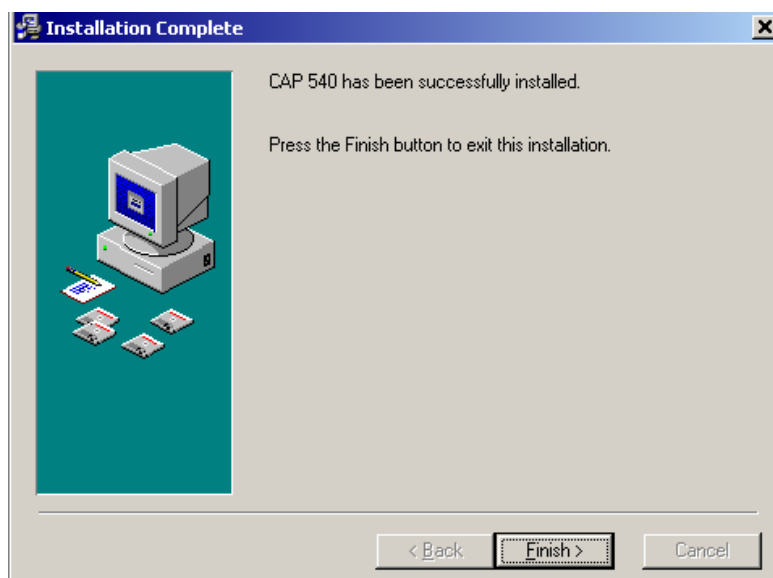 Installation Complete
CAP 540 has been successfully installed.
Press the Finish button to exit this installation.
< Back
Finish >
Cancel